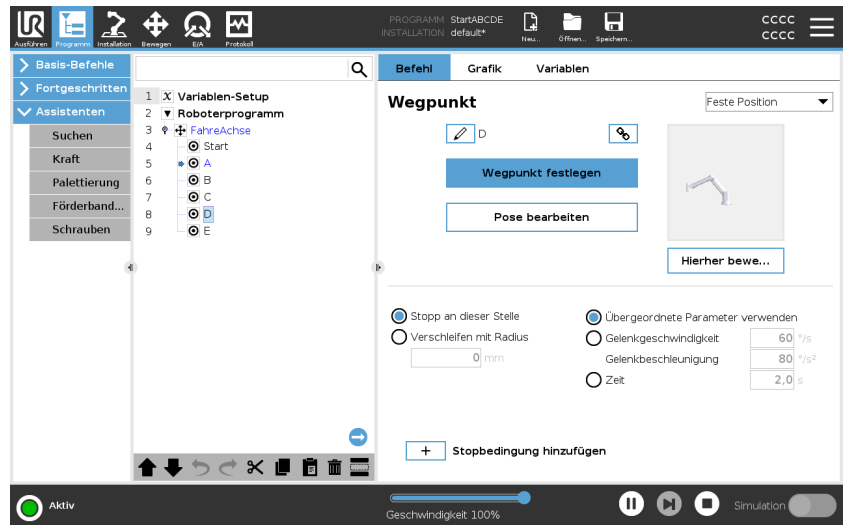 UR
PROGRAMM StartABCDE
INSTALLATION default*
Ausführen Programm Installation Bewegen E/A Protokoll
Neu... Öffnen... Speichern...
CCCC
CCCC
Basis-Befehle
Fortgeschritten
Assistenten
Suchen
Kraft
Palettierung
Förderband...
Schrauben
1 X Variablen-Setup
2 Roboterprogramm
3 FahreAchse
4 Start
5 A
6 B
7 C
8 D
9 E
Befehl Grafik Variablen
Wegpunkt
Feste Position
D
Wegpunkt festlegen
Pose bearbeiten
Hierher bewe...
Stopp an dieser Stelle
Verschleifen mit Radius
0 mm
Übergeordnete Parameter verwenden
Gelenkgeschwindigkeit 60 °/s
Gelenkbeschleunigung 80 °/s²
Zeit 2,0 s
+ Stopbedingung hinzufügen
Aktiv
Geschwindigkeit 100%
Simulation